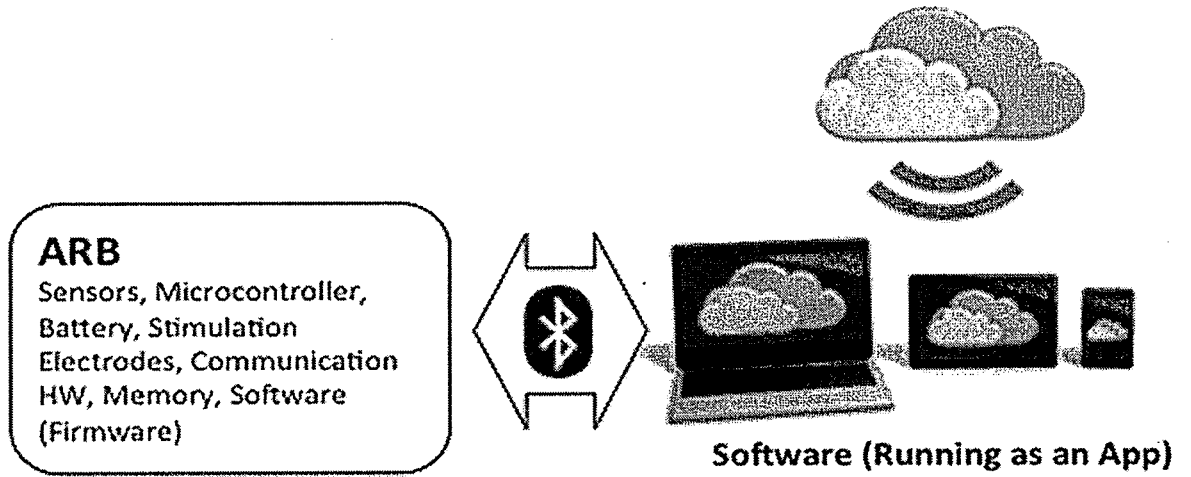 ARB
Sensors, Microcontroller,
Battery, Stimulation
Electrodes, Communication
HW, Memory, Software
(Firmware)
Software (Running as an App)